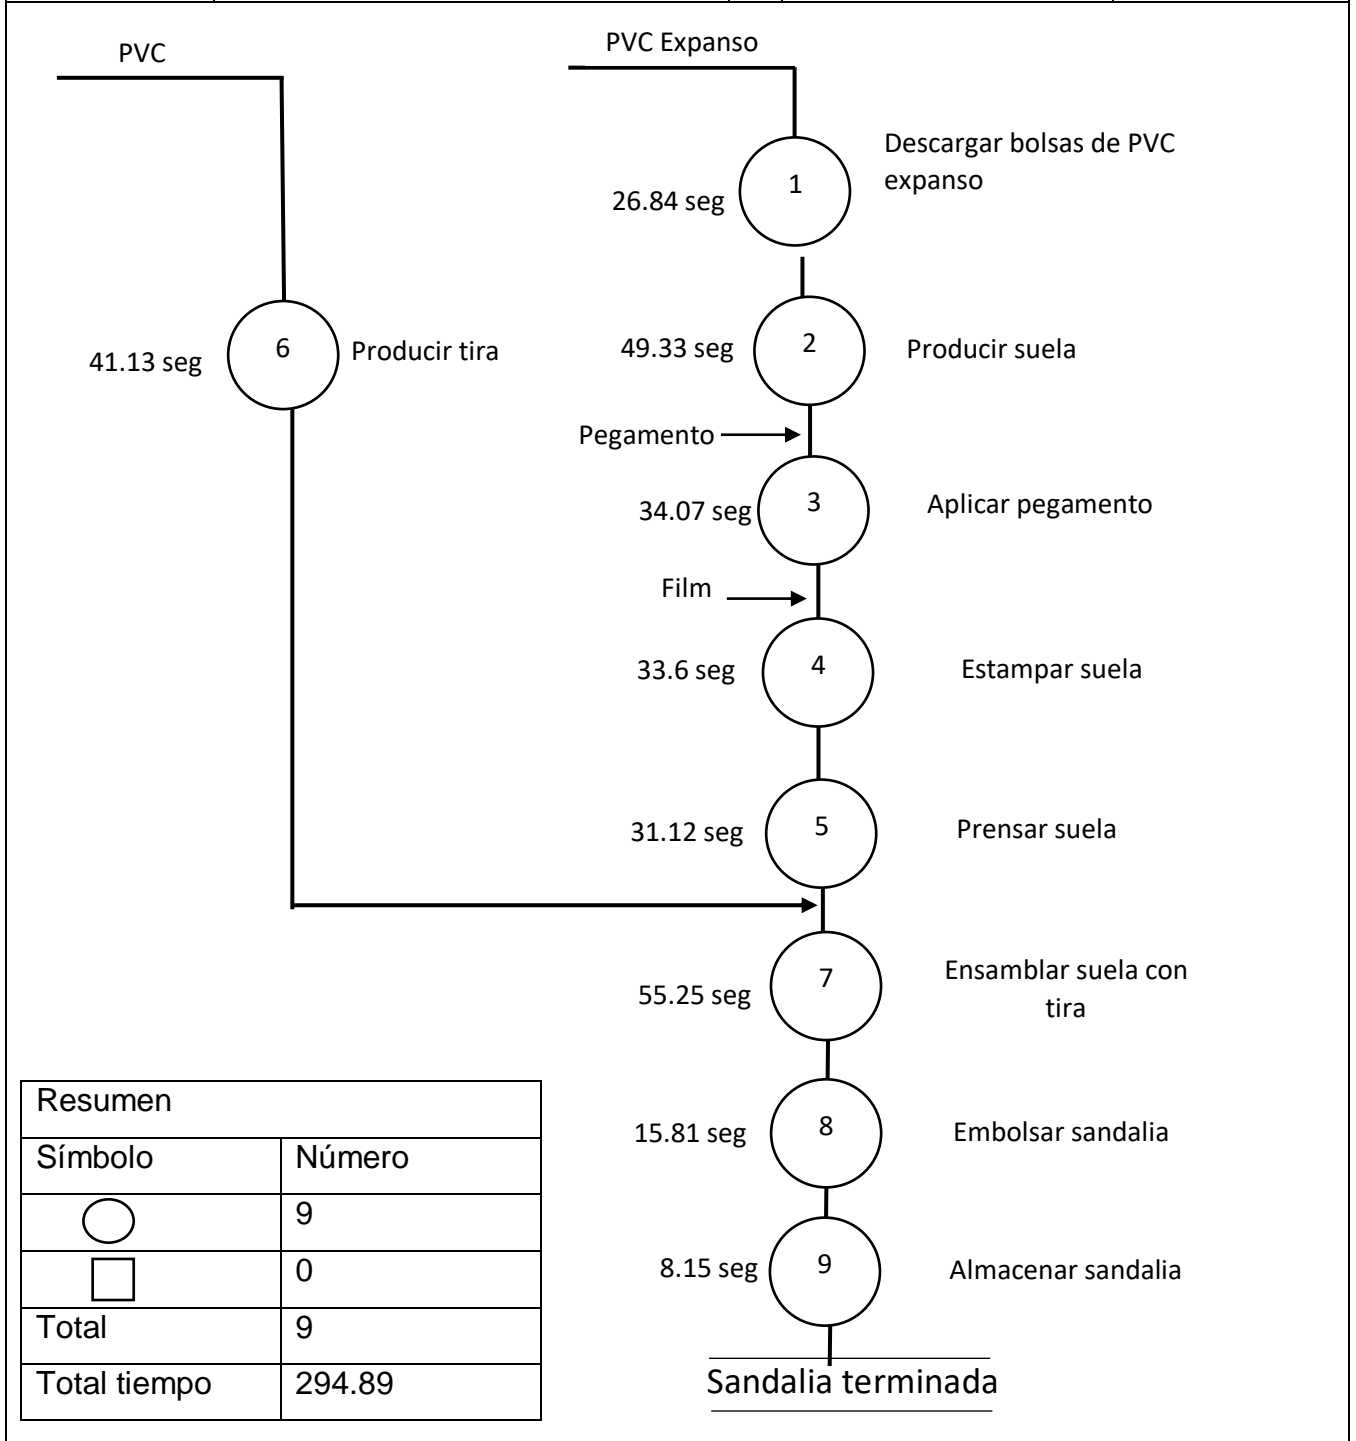 PVC
PVC Expanso
1
26.84 seg
Descargar bolsas de PVC
expanso
6
41.13 seg
Producir tira
2
49.33 seg
Producir suela
Pegamento
3
34.07 seg
Aplicar pegamento
Film
4
33.6 seg
Estampar suela
5
31.12 seg
Prensar suela
7
55.25 seg
Ensamblar suela con
tira
8
15.81 seg
Embolsar sandalia
9
8.15 seg
Almacenar sandalia
Sandalia terminada
Resumen
Símbolo Número
9
0
Total 9
Total tiempo 294.89